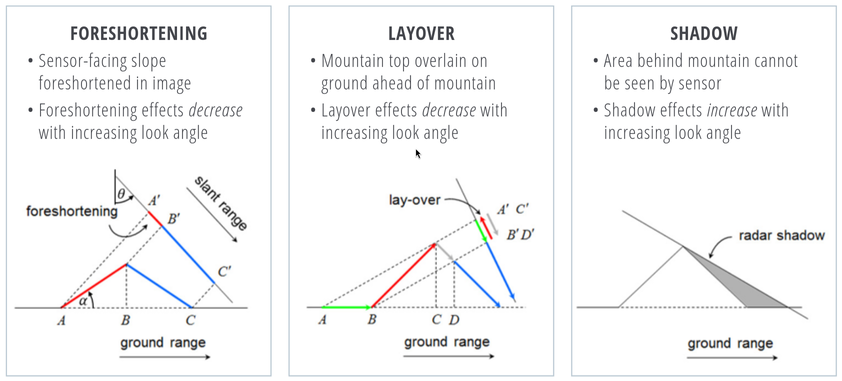 FORESHORTENING
• Sensor-facing slope
foreshortened in image
• Foreshortening effects decrease
with increasing look angle
θ
A'
B'
slant range
foreshortening
C'
α
A
B
C
ground range
LAYOVER
• Mountain top overlain on
ground ahead of mountain
• Layover effects decrease with
increasing look angle
lay-over
A' C'
B' D'
A
B
C
D
ground range
SHADOW
• Area behind mountain cannot
be seen by sensor
• Shadow effects increase with
increasing look angle
radar shadow
ground range